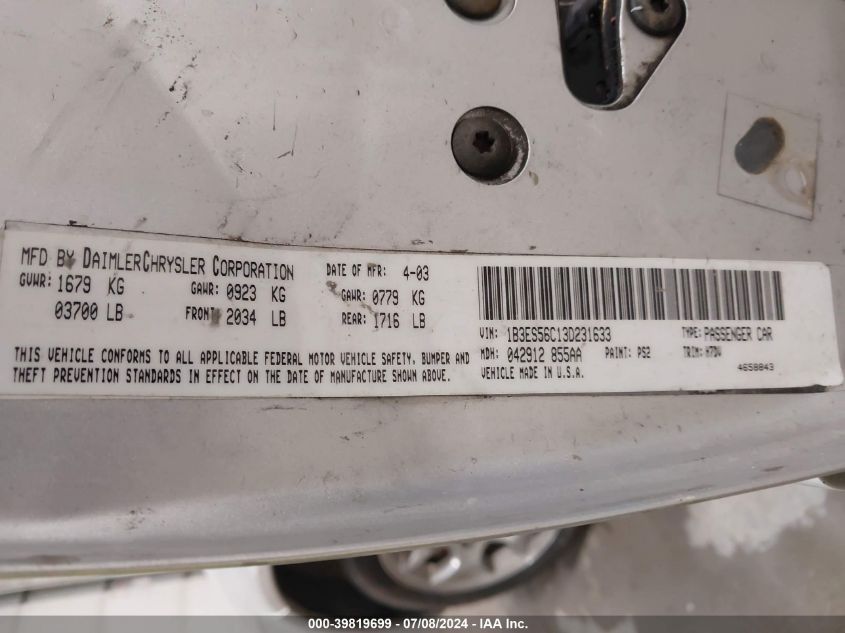 MFD BY DAIMLERCHRYSLER CORPORATION
DATE OF MFR: 4-03
GVWR: 1679 KG
GAWR: 0923 KG
GAWR: 0779 KG
03700 LB
FRONT: 2034 LB
REAR: 1716 LB
THIS VEHICLE CONFORMS TO ALL APPLICABLE FEDERAL MOTOR VEHICLE SAFETY, BUMPER AND
THEFT PREVENTION STANDARDS IN EFFECT ON THE DATE OF MANUFACTURE SHOWN ABOVE.
VIN: 1B3ES56C13D231633
TYPE: PASSENGER CAR
MDH: 042912 855AA
PAINT: PS2
TRIM: H7DV
VEHICLE MADE IN U.S.A.
4658843
000-39819699 - 07/08/2024 - IAA Inc.